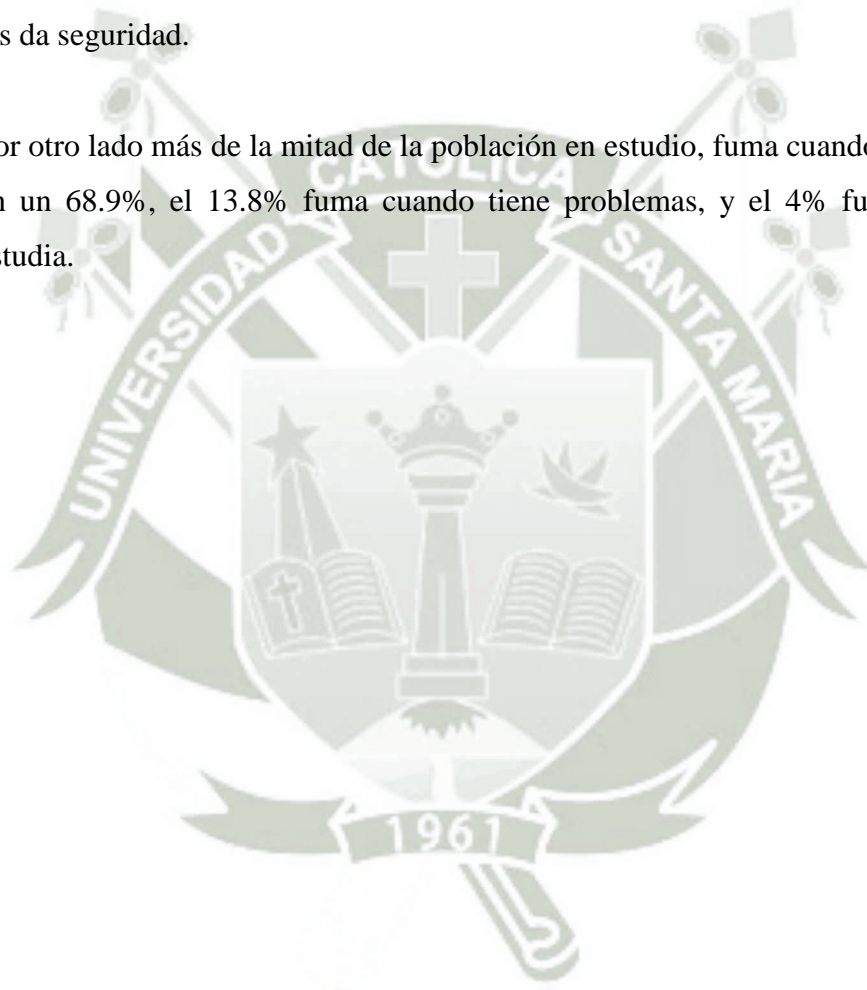 s da seguridad.
or otro lado más de la mitad de la población en estudio, fuma cuando
n un 68.9%, el 13.8% fuma cuando tiene problemas, y el 4% fu
studia.
CATOLICA
UNIVERSIDAD
SANTA MARIA
1961